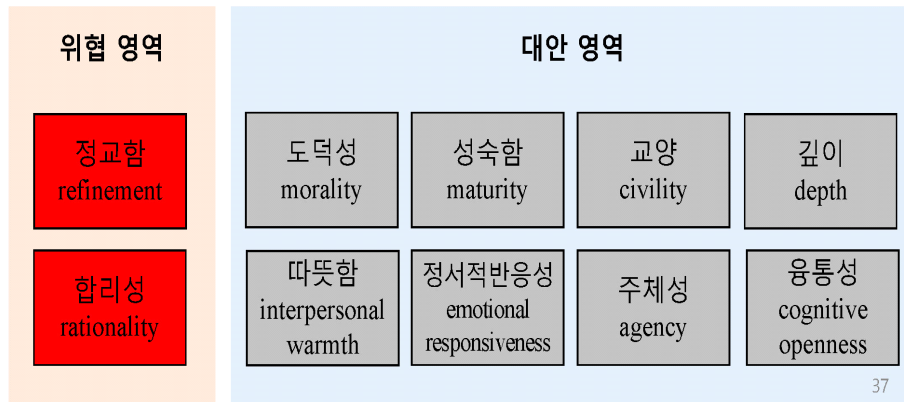 위협 영역
대안 영역
정교함
refinement
도덕성
morality
성숙함
maturity
교양
civility
깊이
depth
합리성
rationality
따뜻함
interpersonal
warmth
정서적반응성
emotional
responsiveness
주체성
agency
융통성
cognitive
openness
37